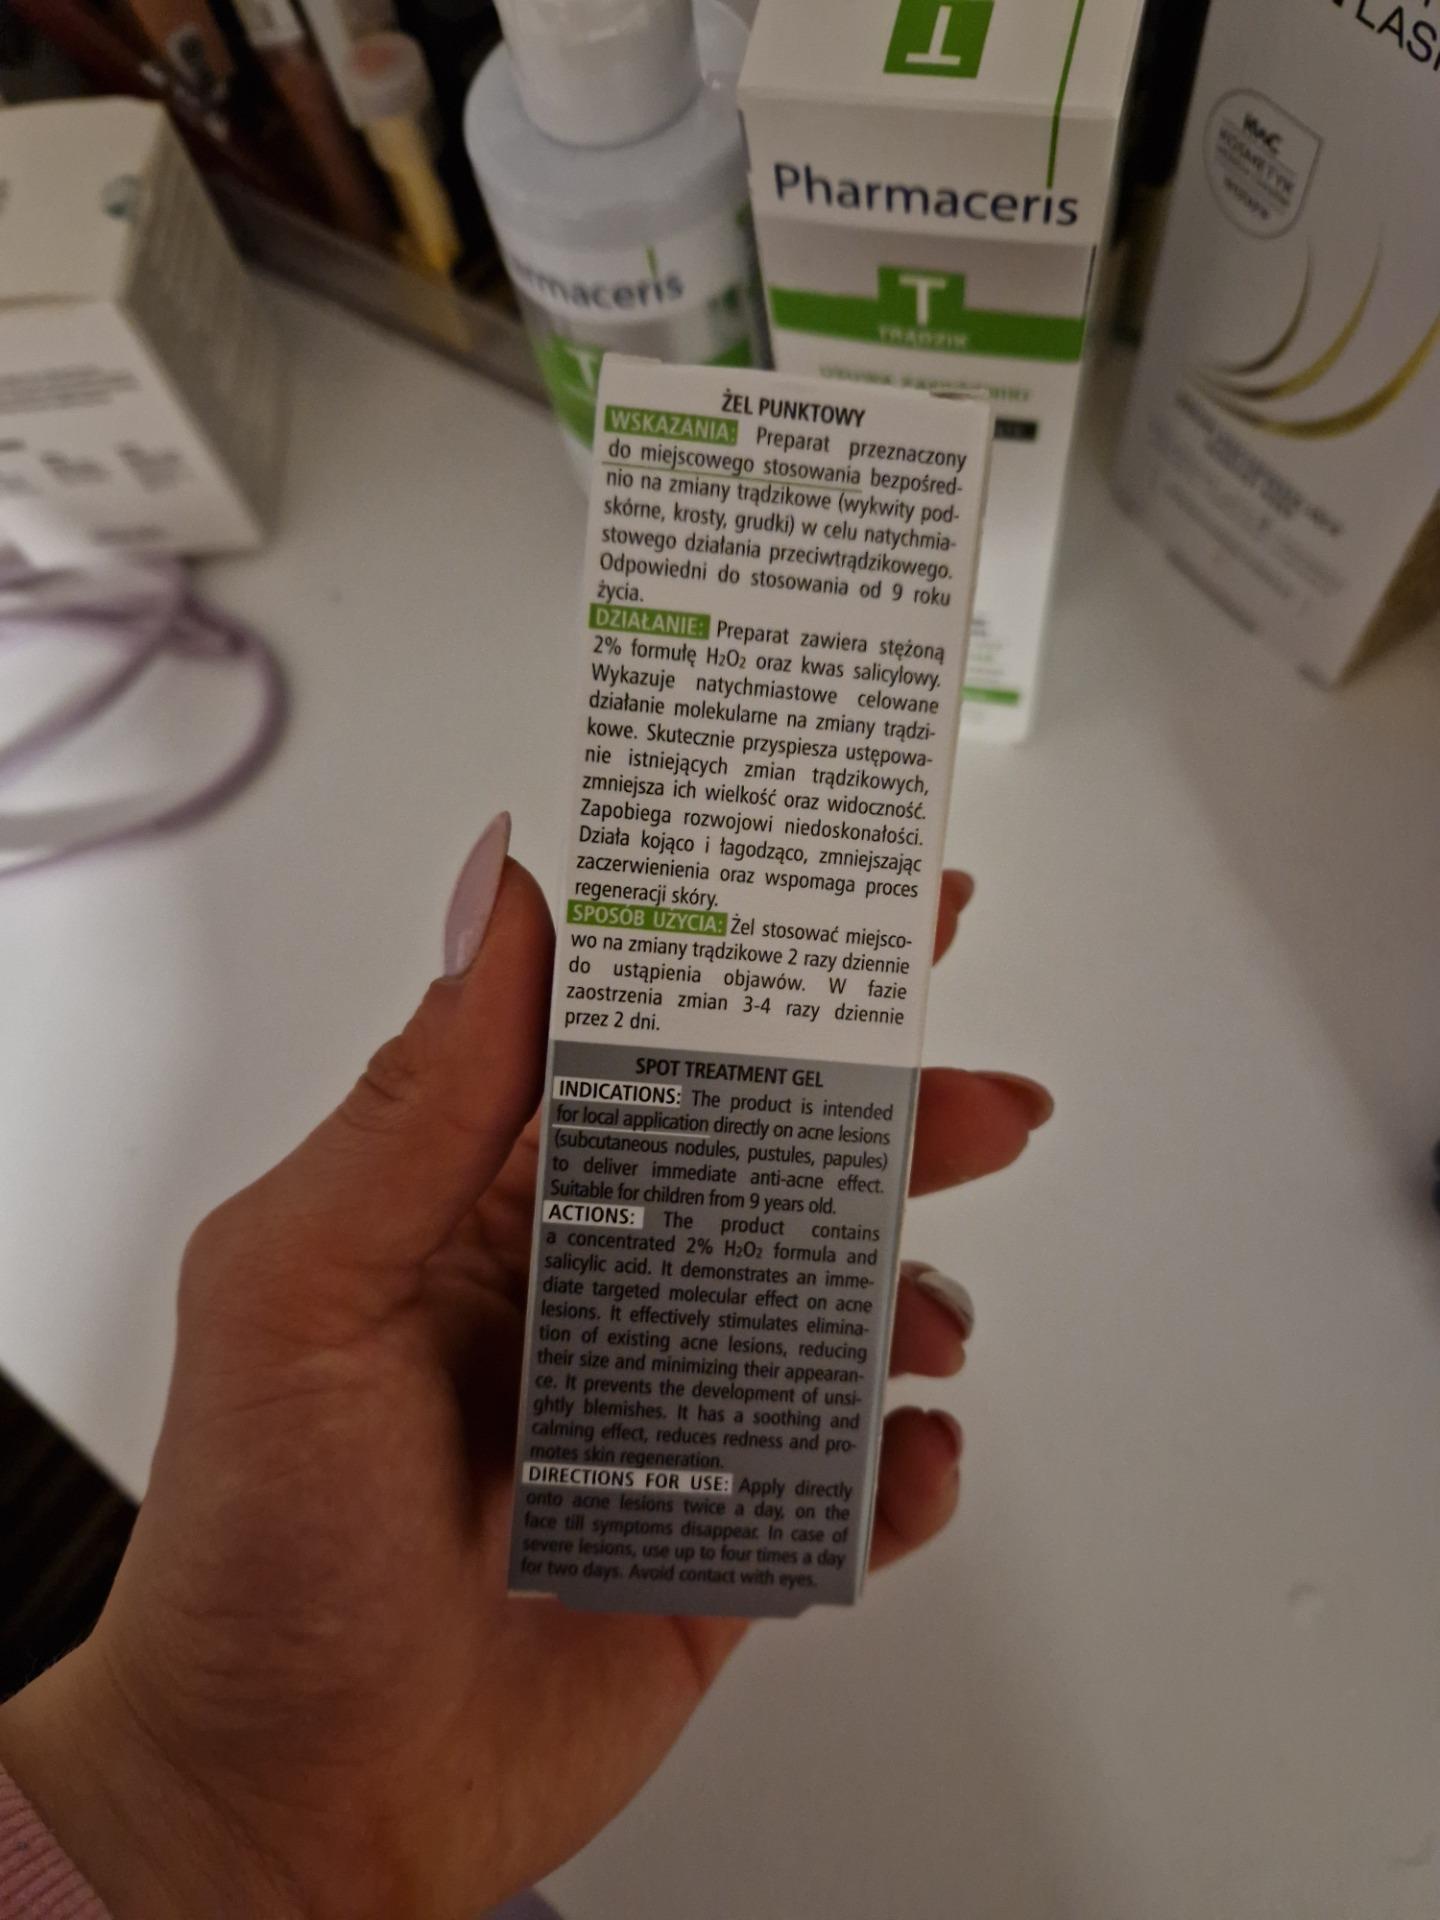 T
Pharmaceris
T
TRĄDZIK
maceris
T
LAS
KOSMETYK
WSZECH
ŻEL PUNKTOWY
WSKAZANIA: Preparat przeznaczony
do miejscowego stosowania bezpośred-
nio na zmiany trądzikowe (wykwity pod-
skórne, krosty, grudki) w celu natychmia-
stowego działania przeciwtrądzikowego.
Odpowiedni do stosowania od 9 roku
życia.
DZIAŁANIE: Preparat zawiera stężoną
2% formułę H₂O₂ oraz kwas salicylowy.
Wykazuje natychmiastowe celowane
działanie molekularne na zmiany trądzi-
kowe. Skutecznie przyspiesza ustępowa-
nie istniejących zmian trądzikowych,
zmniejsza ich wielkość oraz widoczność.
Zapobiega rozwojowi niedoskonałości.
Działa kojąco i łagodząco, zmniejszając
zaczerwienienia oraz wspomaga proces
regeneracji skóry.
SPOSÓB UŻYCIA: Żel stosować miejsco-
wo na zmiany trądzikowe 2 razy dziennie
do ustąpienia objawów. W fazie
zaostrzenia zmian 3-4 razy dziennie
przez 2 dni.
SPOT TREATMENT GEL
INDICATIONS: The product is intended
for local application directly on acne lesions
(subcutaneous nodules, pustules, papules)
to deliver immediate anti-acne effect.
Suitable for children from 9 years old.
ACTIONS: The product contains
a concentrated 2% H₂O₂ formula and
salicylic acid. It demonstrates an imme-
diate targeted molecular effect on acne
lesions. It effectively stimulates elimina-
tion of existing acne lesions, reducing
their size and minimizing their appearan-
ce. It prevents the development of unsi-
ghtly blemishes. It has a soothing and
calming effect, reduces redness and pro-
motes skin regeneration.
DIRECTIONS FOR USE: Apply directly
onto acne lesions twice a day, on the
face till symptoms disappear. In case of
severe lesions, use up to four times a day
for two days. Avoid contact with eyes.